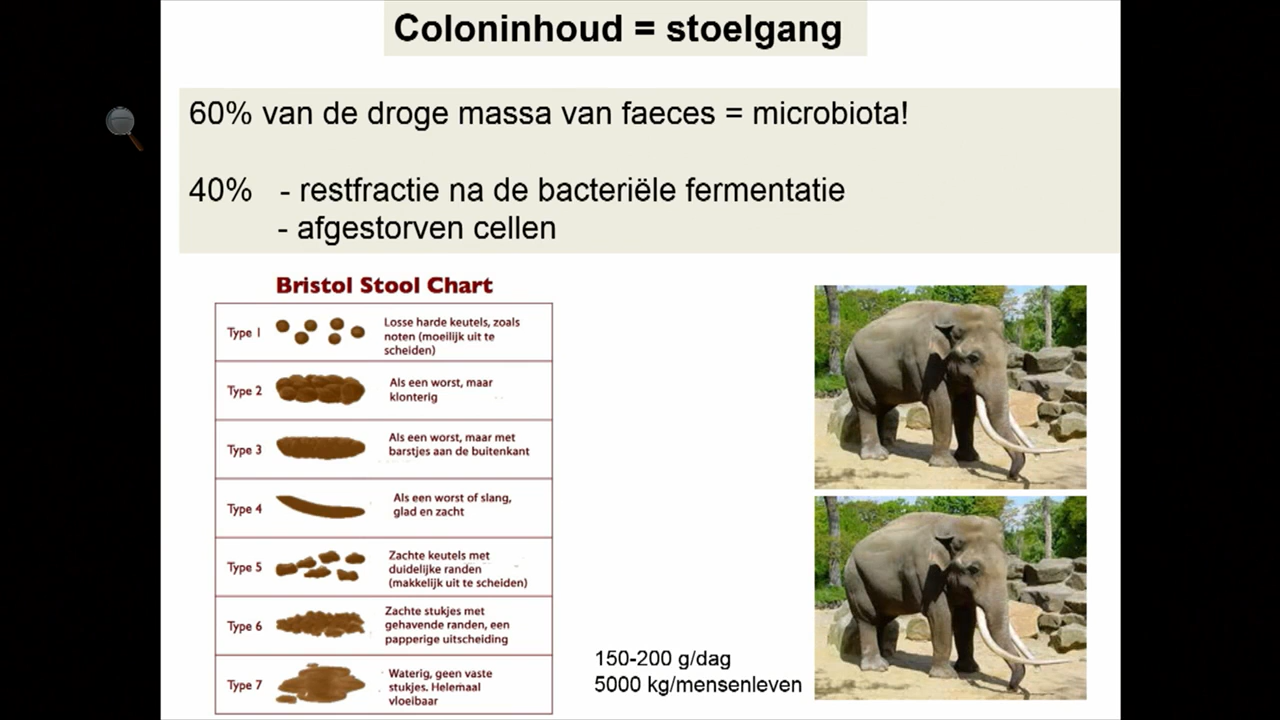 Coloninhoud = stoelgang
60% van de droge massa van faeces = microbiota!
40% - restfractie na de bacteriële fermentatie
- afgestorven cellen
Bristol Stool Chart
Type 1
Losse harde keutels, zoals
noten (moeilijk uit te
scheiden)
Type 2
Als een worst, maar
klonterig
Type 3
Als een worst, maar met
barstjes aan de buitenkant
Type 4
Als een worst of slang,
glad en zacht
Type 5
Zachte keutels met
duidelijke randen
(makkelijk uit te scheiden)
Type 6
Zachte stukjes met
gehavende randen, een
papperige uitscheiding
Type 7
Waterig, geen vaste
stukjes. Helemaal
vloeibaar
150-200 g/dag
5000 kg/mensenleven